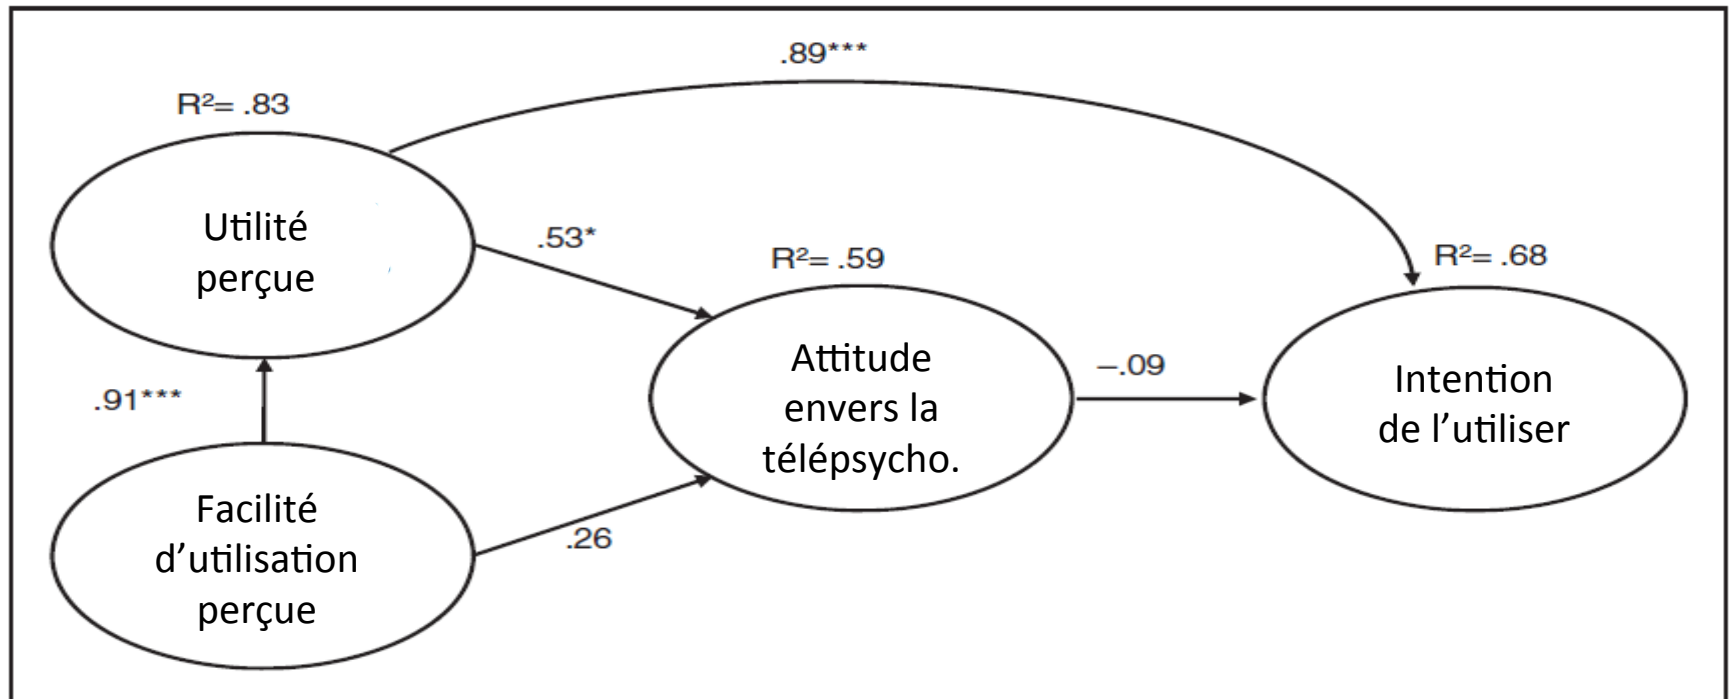 .89***
R²= .83
Utilité
perçue
.53*
R²= .59
R²= .68
Attitude
envers la
télépsycho.
–.09
Intention
de l’utiliser
.91***
Facilité
d’utilisation
perçue
.26